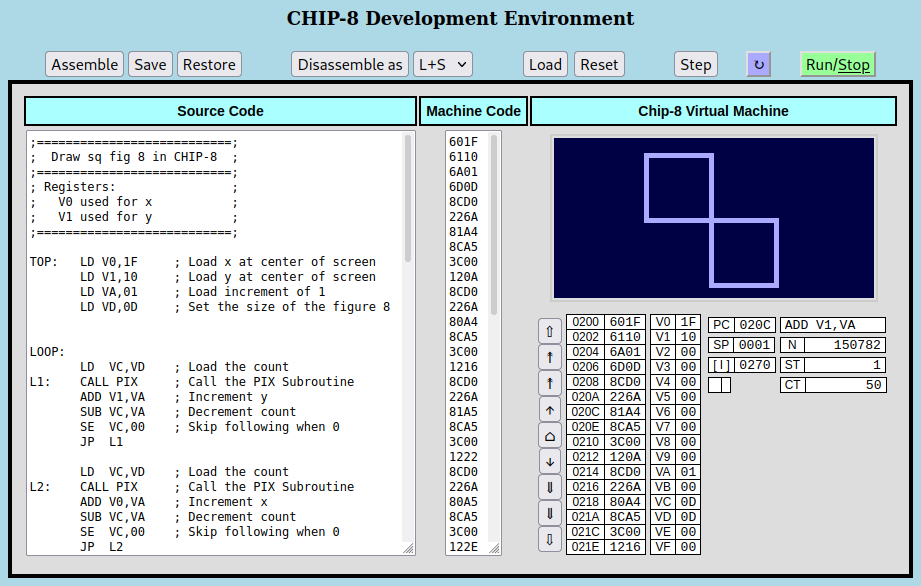 CHIP-8 Development Environment
Assemble Save Restore Disassemble as L+S Load Reset Step ↻ Run/Stop
Source Code Machine Code Chip-8 Virtual Machine
;===========================;
;  Draw sq fig 8 in CHIP-8  ;
;===========================;
; Registers:                ;
;   V0 used for x           ;
;   V1 used for y           ;
;===========================;
TOP:   LD V0,1F     ; Load x at center of screen
LD V1,10     ; Load y at center of screen
LD VA,01     ; Load increment of 1
LD VD,0D     ; Set the size of the figure 8
LOOP:
LD  VC,VD    ; Load the count
L1:    CALL PIX     ; Call the PIX Subroutine
ADD V1,VA    ; Increment y
SUB VC,VA    ; Decrement count
SE  VC,00    ; Skip following when 0
JP  L1
LD  VC,VD    ; Load the count
L2:    CALL PIX     ; Call the PIX Subroutine
ADD V0,VA    ; Increment x
SUB VC,VA    ; Decrement count
SE  VC,00    ; Skip following when 0
JP  L2
601F
6110
6A01
6D0D
8CD0
226A
81A4
8CA5
3C00
120A
8CD0
226A
80A4
8CA5
3C00
1216
8CD0
226A
81A5
8CA5
3C00
1222
8CD0
226A
80A5
8CA5
3C00
122E
⇧
↑
↑
↑
⌂
↓
⇓
⇓
⇩
0200 601F V0 1F
0202 6110 V1 10
0204 6A01 V2 00
0206 6D0D V3 00
0208 8CD0 V4 00
020A 226A V5 00
020C 81A4 V6 00
020E 8CA5 V7 00
0210 3C00 V8 00
0212 120A V9 00
0214 8CD0 VA 01
0216 226A VB 00
0218 80A4 VC 0D
021A 8CA5 VD 0D
021C 3C00 VE 00
021E 1216 VF 00
PC 020C ADD V1,VA
SP 0001 N 150782
[I] 0270 ST 1
CT 50